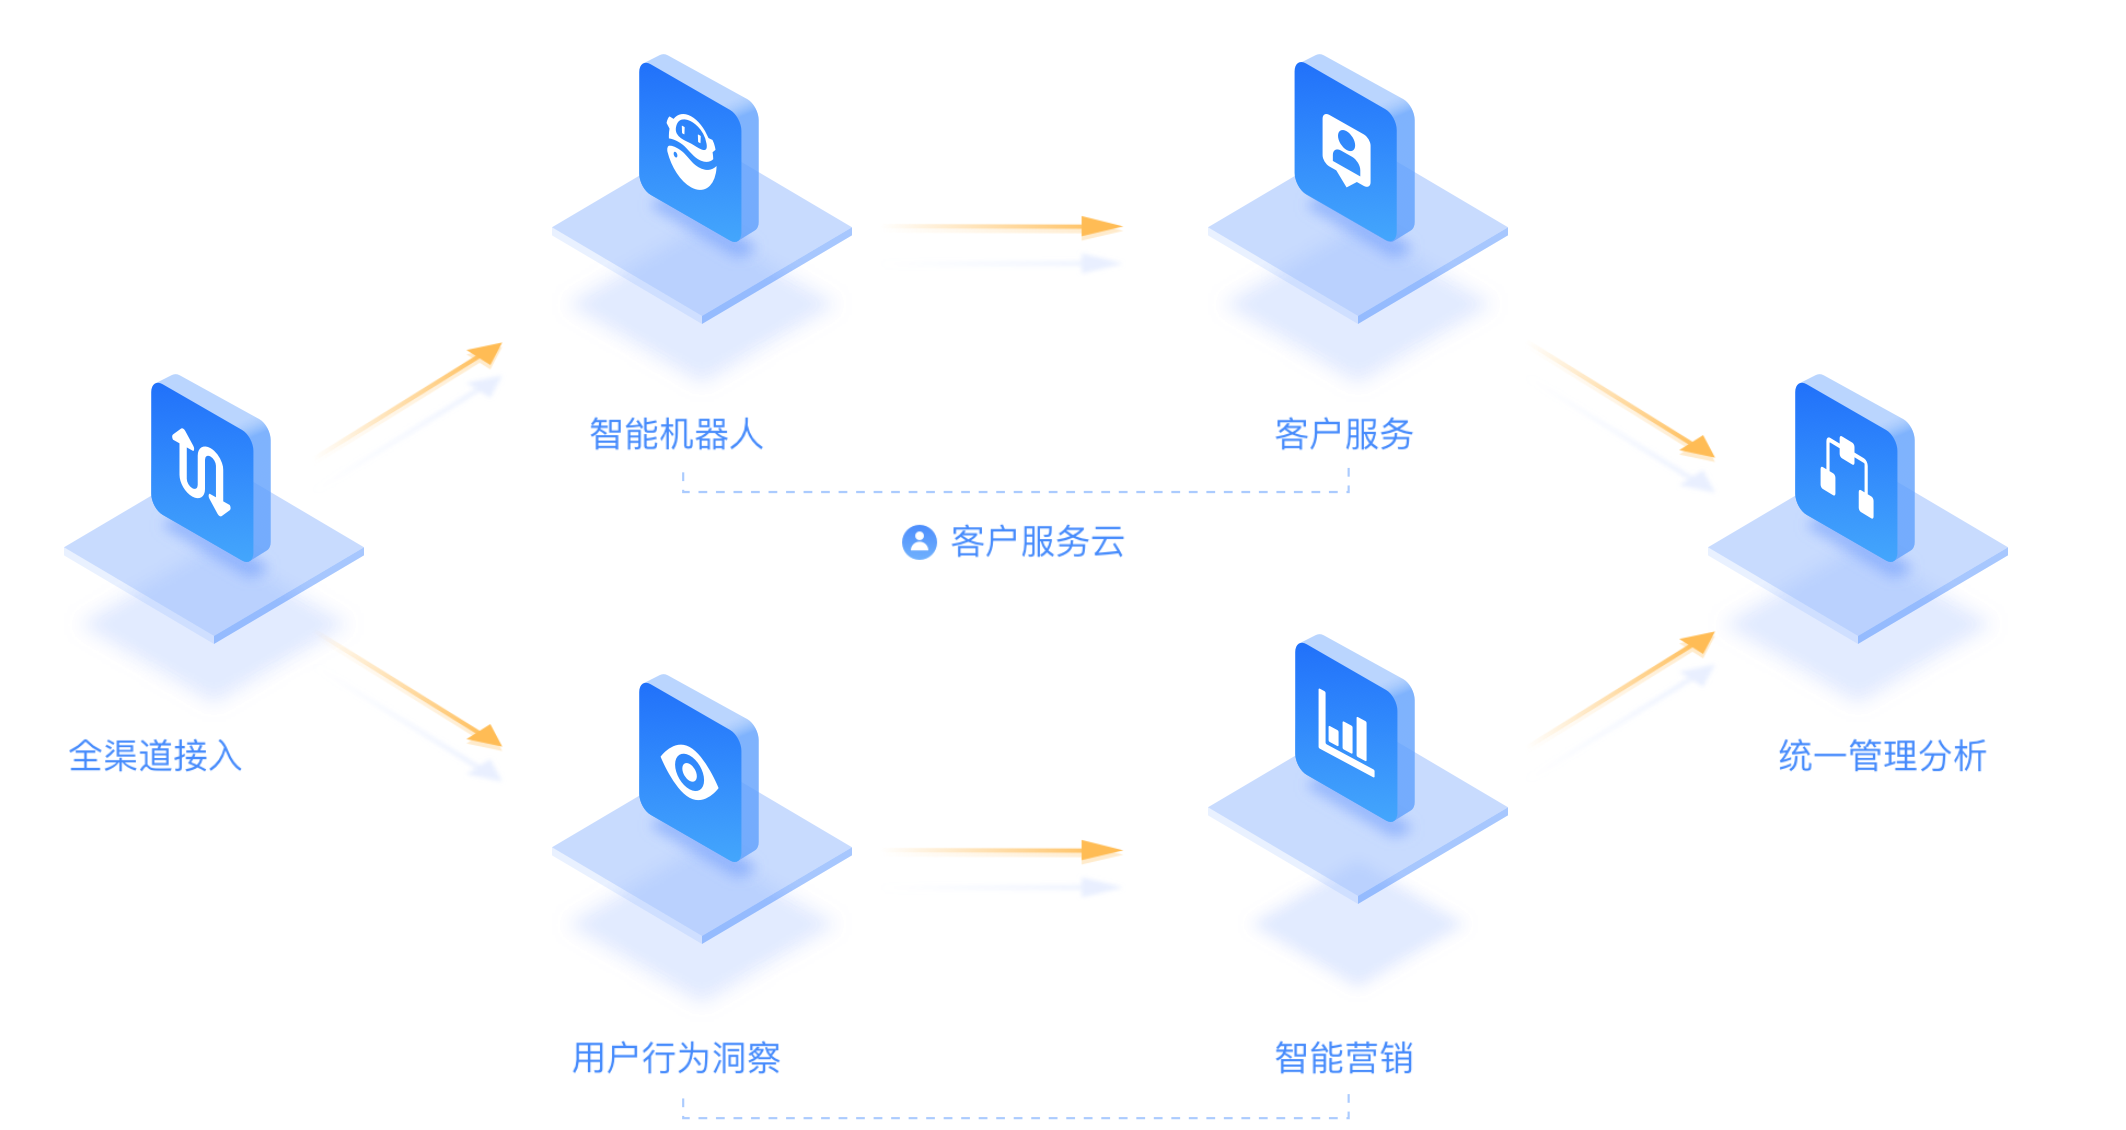 智能机器人
客户服务
客户服务云
全渠道接入
统一管理分析
用户行为洞察
智能营销